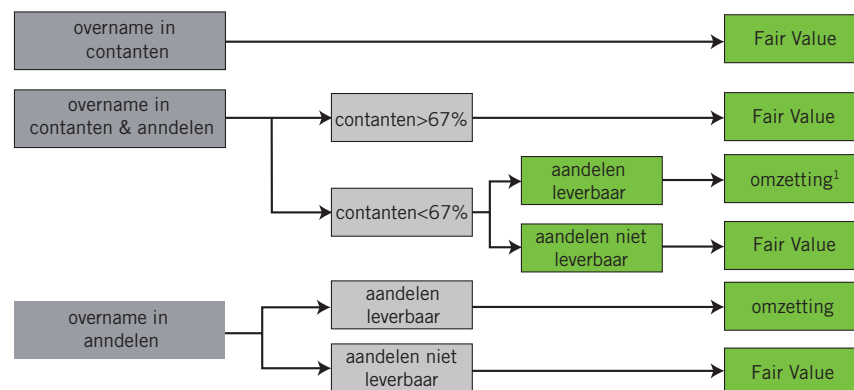 overname in
contanten
Fair Value
overname in
contanten & anndelen
contanten>67%
Fair Value
aandelen
leverbaar
omzetting¹
contanten<67%
aandelen niet
leverbaar
Fair Value
overname in
anndelen
aandelen
leverbaar
omzetting
aandelen niet
leverbaar
Fair Value